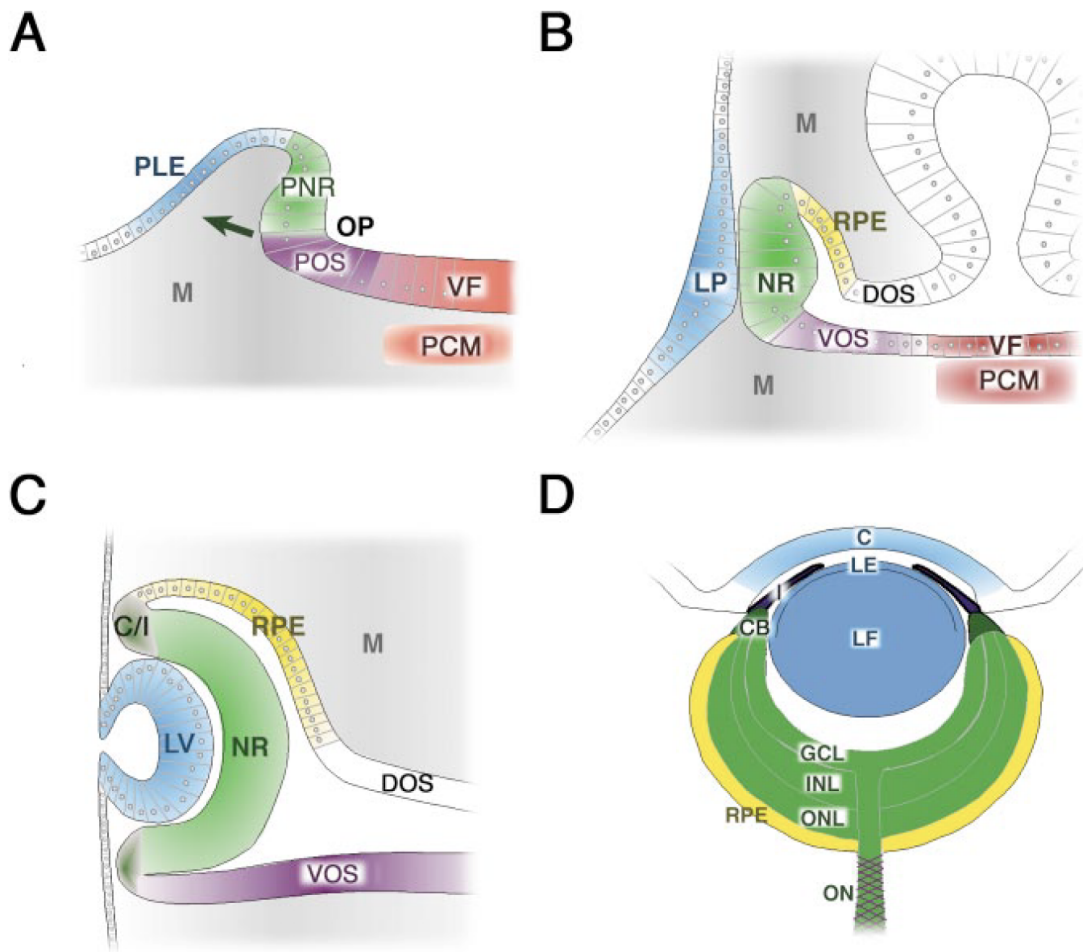 A
PLE
PNR
OP
POS
VF
M
PCM
B
M
RPE
LP
NR
DOS
VOS
VF
PCM
M
C
C/I
RPE
M
LV
NR
DOS
VOS
D
C
LE
I
CB
LF
GCL
INL
RPE
ONL
ON